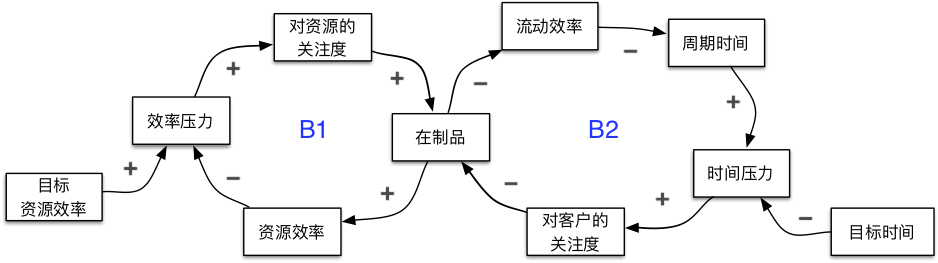 对资源的
关注度
流动效率
周期时间
+
+
−
−
效率压力
B1
在制品
B2
+
时间压力
目标
资源效率
+
−
+
−
+
−
资源效率
对客户的
关注度
目标时间